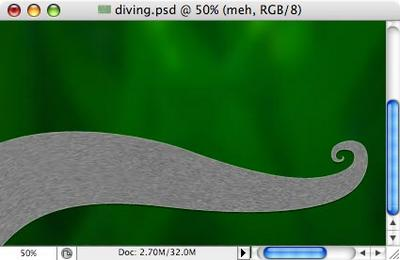 diving.psd @ 50% (meh, RGB/8)
50% Doc: 2.70M/32.0M